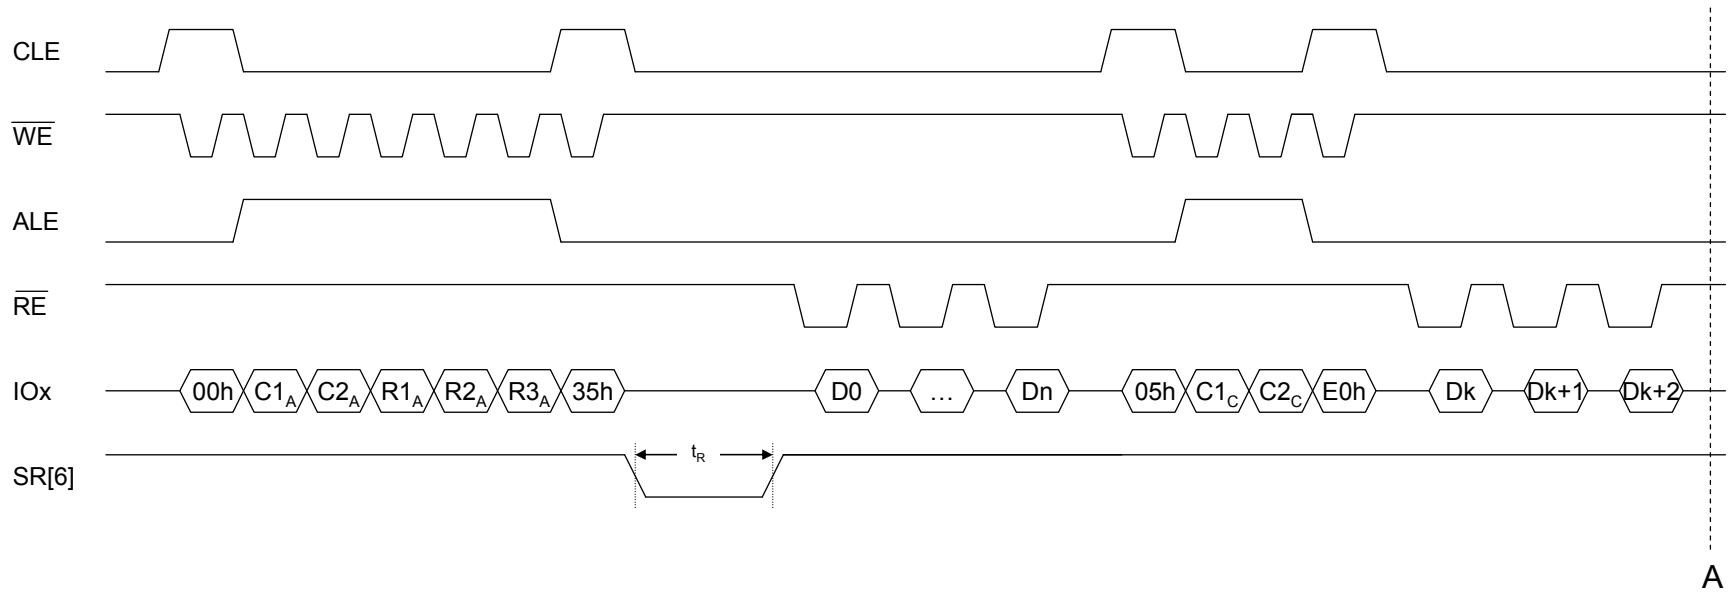 CLE
WE
ALE
RE
IOx 00h C1A C2A R1A R2A R3A 35h D0 ... Dn 05h C1C C2C E0h Dk Dk+1 Dk+2
tR
SR[6]
A